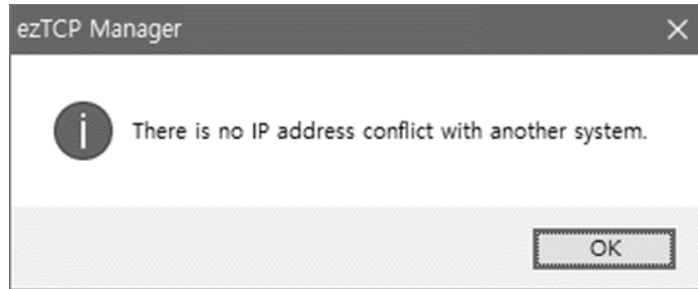 ezTCP Manager
There is no IP address conflict with another system.
OK